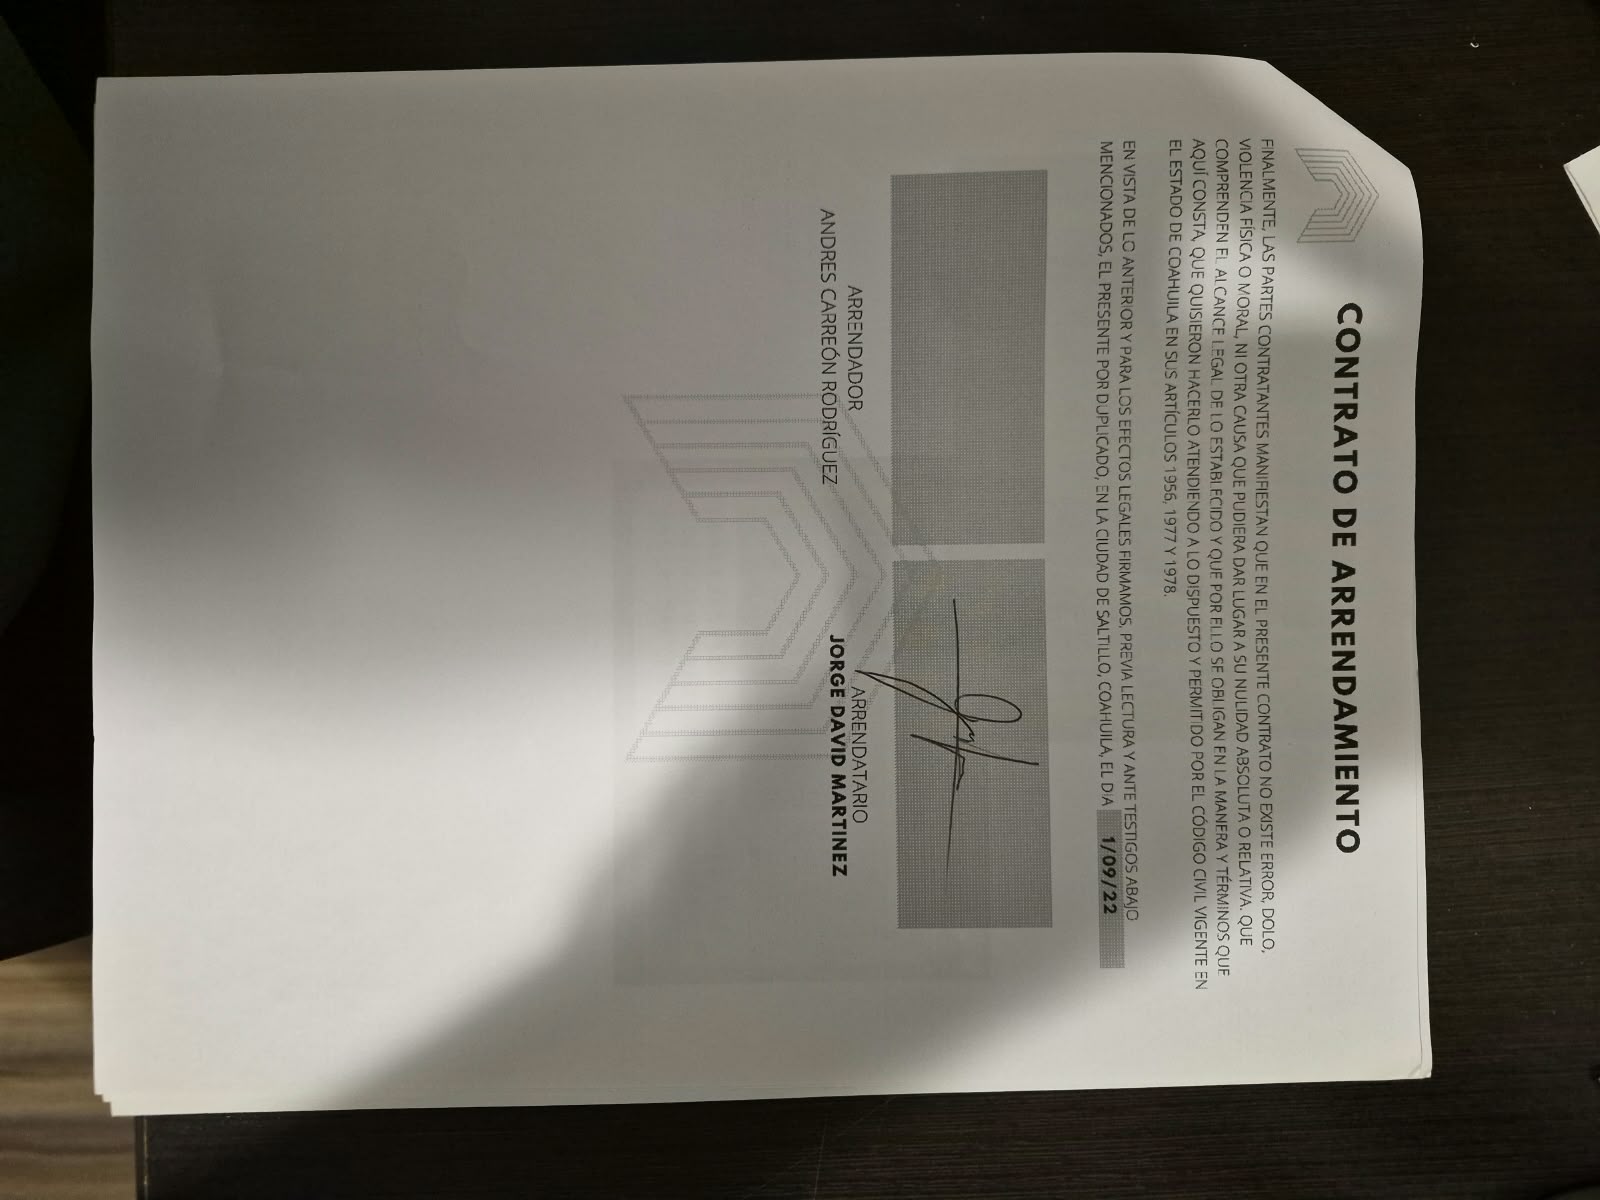 CONTRATO DE ARRENDAMIENTO
FINALMENTE, LAS PARTES CONTRATANTES MANIFIESTAN QUE EN EL PRESENTE CONTRATO NO EXISTE ERROR, DOLO,
VIOLENCIA FÍSICA O MORAL, NI OTRA CAUSA QUE PUDIERA DAR LUGAR A SU NULIDAD ABSOLUTA O RELATIVA. QUE
COMPRENDEN EL ALCANCE LEGAL DE LO ESTABLECIDO Y QUE POR ELLO SE OBLIGAN EN LA MANERA Y TÉRMINOS QUE
AQUÍ CONSTA, QUE QUISIERON HACERLO ATENDIENDO A LO DISPUESTO Y PERMITIDO POR EL CÓDIGO CIVIL VIGENTE EN
EL ESTADO DE COAHUILA EN SUS ARTÍCULOS 1956, 1977 Y 1978.
EN VISTA DE LO ANTERIOR Y PARA LOS EFECTOS LEGALES FIRMAMOS, PREVIA LECTURA Y ANTE TESTIGOS ABAJO
MENCIONADOS, EL PRESENTE POR DUPLICADO, EN LA CIUDAD DE SALTILLO, COAHUILA, EL DIA 1/09/22
ARRENDADOR
ANDRES CARREÓN RODRÍGUEZ
ARRENDATARIO
JORGE DAVID MARTINEZ